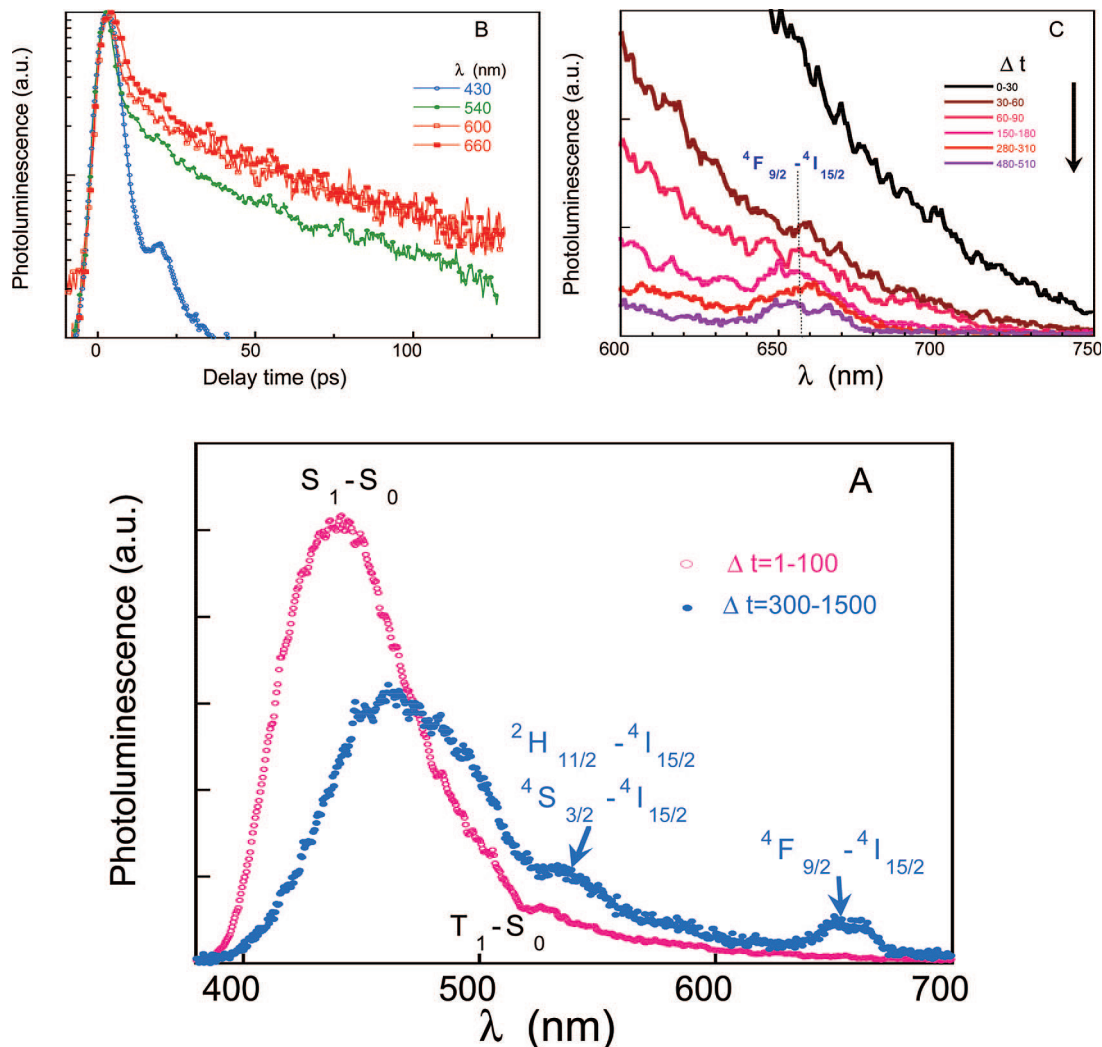 B
λ (nm)
430
540
600
660
Photoluminescence (a.u.)
0
50
100
Delay time (ps)
C
Δ t
0-30
30-60
60-90
150-180
280-310
480-510
⁴F₉/₂ - ⁴I₁₅/₂
Photoluminescence (a.u.)
600
650
700
750
λ (nm)
A
S₁-S₀
Δ t=1-100
Δ t=300-1500
²H₁₁/₂ - ⁴I₁₅/₂
⁴S₃/₂ - ⁴I₁₅/₂
⁴F₉/₂ - ⁴I₁₅/₂
T₁-S₀
Photoluminescence (a.u.)
400
500
600
700
λ (nm)